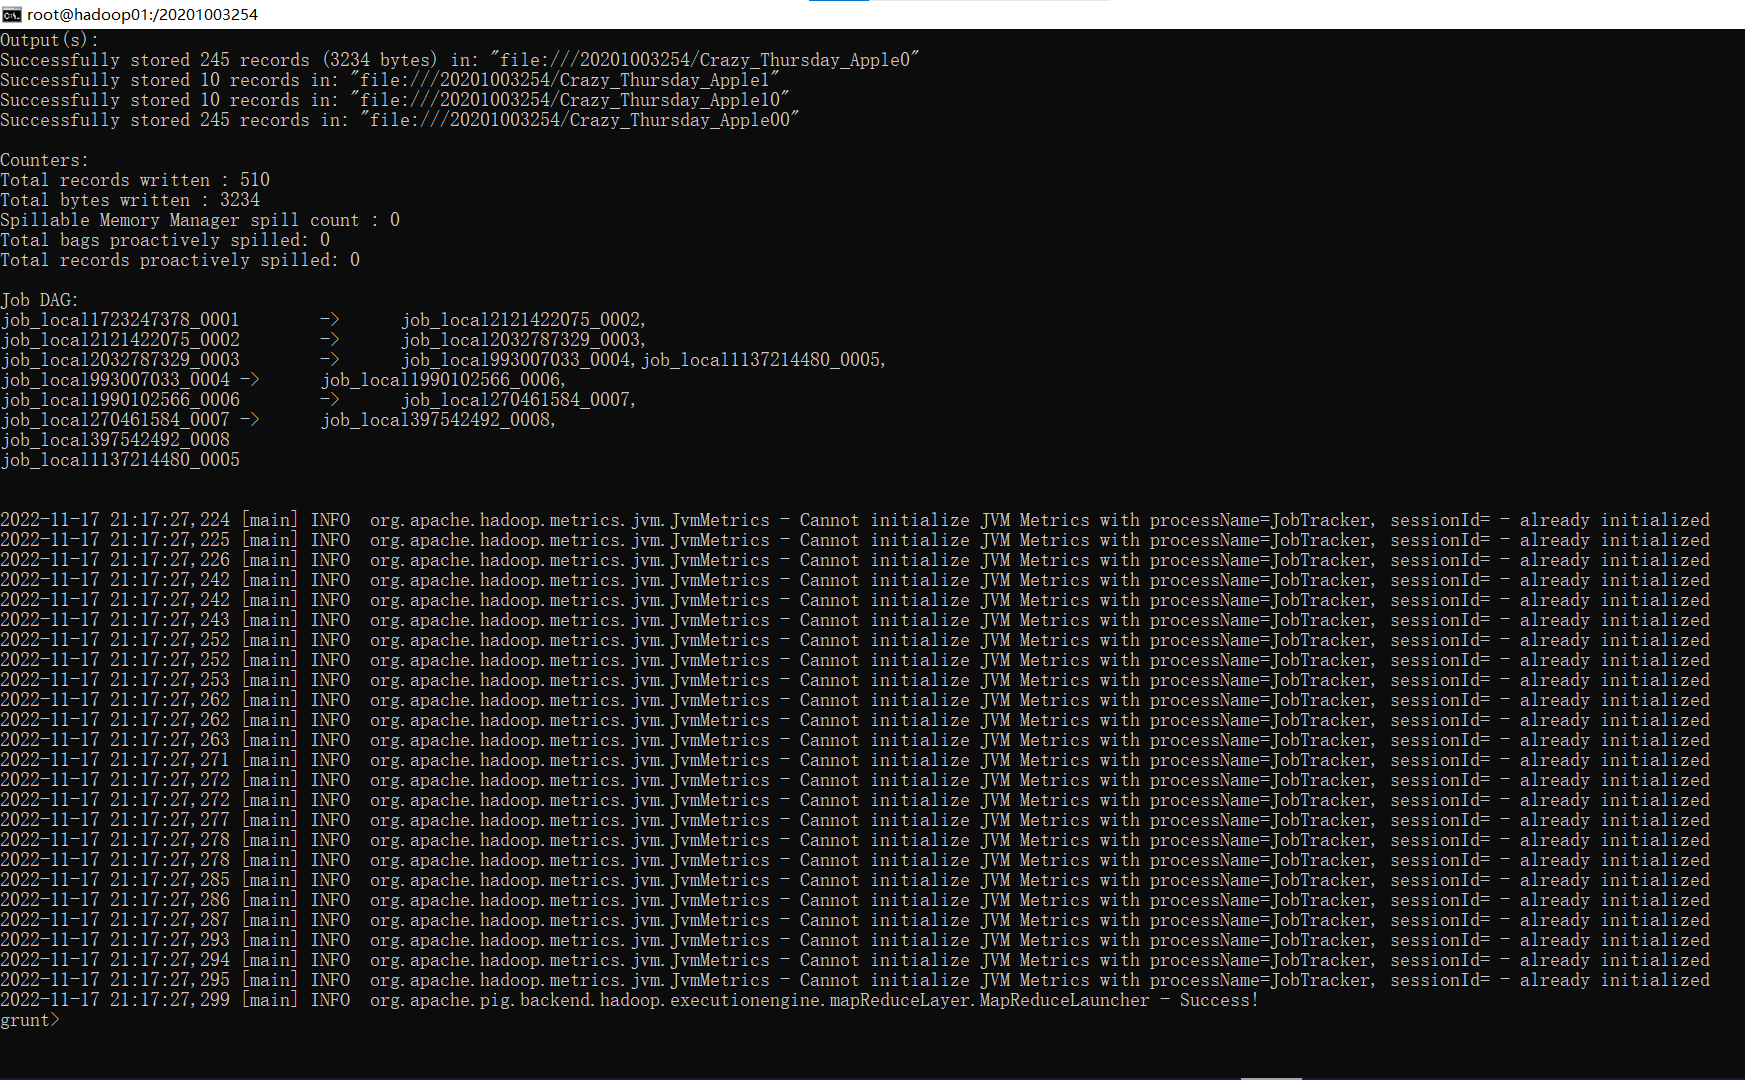 root@hadoop01:/20201003254
Output(s):
Successfully stored 245 records (3234 bytes) in: "file:///20201003254/Crazy_Thursday_Apple0"
Successfully stored 10 records in: "file:///20201003254/Crazy_Thursday_Apple1"
Successfully stored 10 records in: "file:///20201003254/Crazy_Thursday_Apple10"
Successfully stored 245 records in: "file:///20201003254/Crazy_Thursday_Apple00"
Counters:
Total records written : 510
Total bytes written : 3234
Spillable Memory Manager spill count : 0
Total bags proactively spilled: 0
Total records proactively spilled: 0
Job DAG:
job_local1723247378_0001 -> job_local2121422075_0002,
job_local2121422075_0002 -> job_local2032787329_0003,
job_local2032787329_0003 -> job_local993007033_0004,job_local1137214480_0005,
job_local993007033_0004 -> job_local1990102566_0006,
job_local1990102566_0006 -> job_local270461584_0007,
job_local270461584_0007 -> job_local397542492_0008,
job_local397542492_0008
job_local1137214480_0005
2022-11-17 21:17:27,224 [main] INFO  org.apache.hadoop.metrics.jvm.JvmMetrics - Cannot initialize JVM Metrics with processName=JobTracker, sessionId= - already initialized
2022-11-17 21:17:27,225 [main] INFO  org.apache.hadoop.metrics.jvm.JvmMetrics - Cannot initialize JVM Metrics with processName=JobTracker, sessionId= - already initialized
2022-11-17 21:17:27,226 [main] INFO  org.apache.hadoop.metrics.jvm.JvmMetrics - Cannot initialize JVM Metrics with processName=JobTracker, sessionId= - already initialized
2022-11-17 21:17:27,242 [main] INFO  org.apache.hadoop.metrics.jvm.JvmMetrics - Cannot initialize JVM Metrics with processName=JobTracker, sessionId= - already initialized
2022-11-17 21:17:27,242 [main] INFO  org.apache.hadoop.metrics.jvm.JvmMetrics - Cannot initialize JVM Metrics with processName=JobTracker, sessionId= - already initialized
2022-11-17 21:17:27,243 [main] INFO  org.apache.hadoop.metrics.jvm.JvmMetrics - Cannot initialize JVM Metrics with processName=JobTracker, sessionId= - already initialized
2022-11-17 21:17:27,252 [main] INFO  org.apache.hadoop.metrics.jvm.JvmMetrics - Cannot initialize JVM Metrics with processName=JobTracker, sessionId= - already initialized
2022-11-17 21:17:27,252 [main] INFO  org.apache.hadoop.metrics.jvm.JvmMetrics - Cannot initialize JVM Metrics with processName=JobTracker, sessionId= - already initialized
2022-11-17 21:17:27,253 [main] INFO  org.apache.hadoop.metrics.jvm.JvmMetrics - Cannot initialize JVM Metrics with processName=JobTracker, sessionId= - already initialized
2022-11-17 21:17:27,262 [main] INFO  org.apache.hadoop.metrics.jvm.JvmMetrics - Cannot initialize JVM Metrics with processName=JobTracker, sessionId= - already initialized
2022-11-17 21:17:27,262 [main] INFO  org.apache.hadoop.metrics.jvm.JvmMetrics - Cannot initialize JVM Metrics with processName=JobTracker, sessionId= - already initialized
2022-11-17 21:17:27,263 [main] INFO  org.apache.hadoop.metrics.jvm.JvmMetrics - Cannot initialize JVM Metrics with processName=JobTracker, sessionId= - already initialized
2022-11-17 21:17:27,271 [main] INFO  org.apache.hadoop.metrics.jvm.JvmMetrics - Cannot initialize JVM Metrics with processName=JobTracker, sessionId= - already initialized
2022-11-17 21:17:27,272 [main] INFO  org.apache.hadoop.metrics.jvm.JvmMetrics - Cannot initialize JVM Metrics with processName=JobTracker, sessionId= - already initialized
2022-11-17 21:17:27,272 [main] INFO  org.apache.hadoop.metrics.jvm.JvmMetrics - Cannot initialize JVM Metrics with processName=JobTracker, sessionId= - already initialized
2022-11-17 21:17:27,277 [main] INFO  org.apache.hadoop.metrics.jvm.JvmMetrics - Cannot initialize JVM Metrics with processName=JobTracker, sessionId= - already initialized
2022-11-17 21:17:27,278 [main] INFO  org.apache.hadoop.metrics.jvm.JvmMetrics - Cannot initialize JVM Metrics with processName=JobTracker, sessionId= - already initialized
2022-11-17 21:17:27,278 [main] INFO  org.apache.hadoop.metrics.jvm.JvmMetrics - Cannot initialize JVM Metrics with processName=JobTracker, sessionId= - already initialized
2022-11-17 21:17:27,285 [main] INFO  org.apache.hadoop.metrics.jvm.JvmMetrics - Cannot initialize JVM Metrics with processName=JobTracker, sessionId= - already initialized
2022-11-17 21:17:27,286 [main] INFO  org.apache.hadoop.metrics.jvm.JvmMetrics - Cannot initialize JVM Metrics with processName=JobTracker, sessionId= - already initialized
2022-11-17 21:17:27,287 [main] INFO  org.apache.hadoop.metrics.jvm.JvmMetrics - Cannot initialize JVM Metrics with processName=JobTracker, sessionId= - already initialized
2022-11-17 21:17:27,293 [main] INFO  org.apache.hadoop.metrics.jvm.JvmMetrics - Cannot initialize JVM Metrics with processName=JobTracker, sessionId= - already initialized
2022-11-17 21:17:27,294 [main] INFO  org.apache.hadoop.metrics.jvm.JvmMetrics - Cannot initialize JVM Metrics with processName=JobTracker, sessionId= - already initialized
2022-11-17 21:17:27,295 [main] INFO  org.apache.hadoop.metrics.jvm.JvmMetrics - Cannot initialize JVM Metrics with processName=JobTracker, sessionId= - already initialized
2022-11-17 21:17:27,299 [main] INFO  org.apache.pig.backend.hadoop.executionengine.mapReduceLayer.MapReduceLauncher - Success!
grunt>